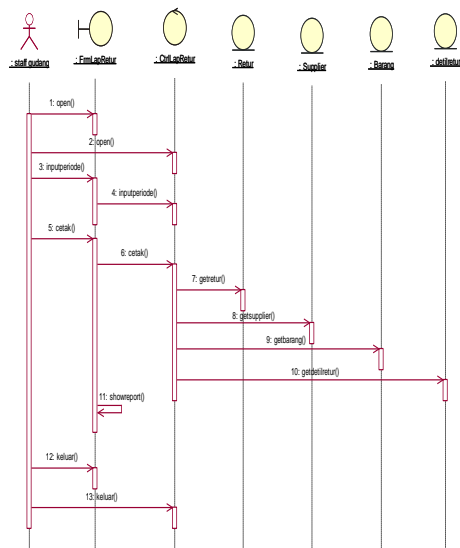 : staff gudang
: FrmLapRetur
: CtrlLapRetur
: Retur
: Supplier
: Barang
: detilretur
1: open()
2: open()
3: inputperiode()
4: inputperiode()
5: cetak()
6: cetak()
7: getretur()
8: getsupplier()
9: getbarang()
10: getdetilretur()
11: showreport()
12: keluar()
13: keluar()